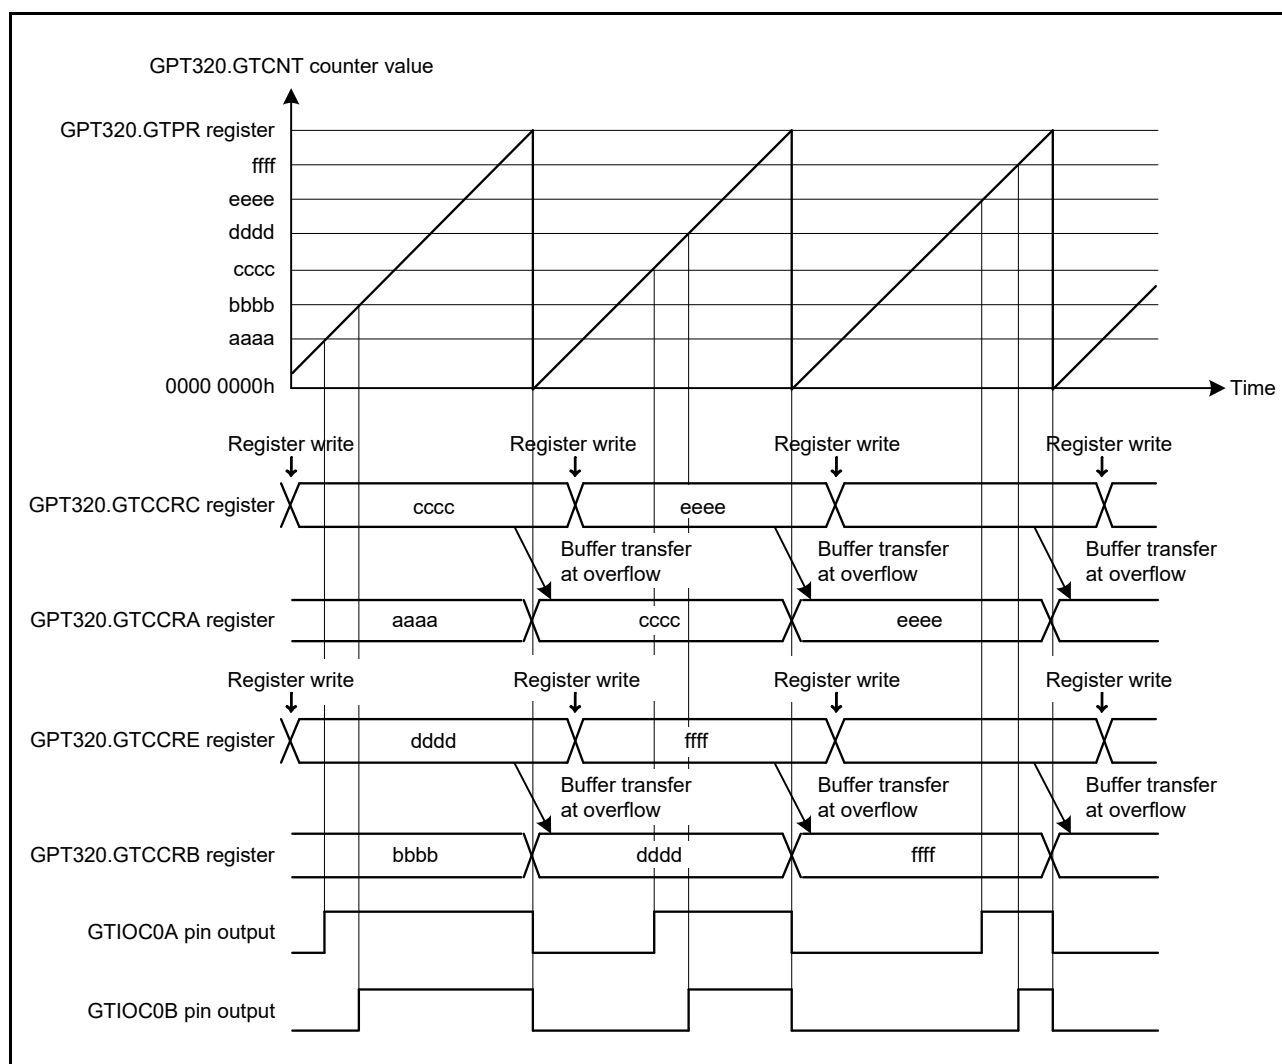 GPT320.GTCNT counter value
GPT320.GTPR register
ffff
eeee
dddd
cccc
bbbb
aaaa
0000 0000h
Time
Register write Register write Register write Register write
GPT320.GTCCRC register cccc eeee
Buffer transfer Buffer transfer Buffer transfer
at overflow at overflow at overflow
GPT320.GTCCRA register aaaa cccc eeee
Register write Register write Register write Register write
GPT320.GTCCRE register dddd ffff
Buffer transfer Buffer transfer Buffer transfer
at overflow at overflow at overflow
GPT320.GTCCRB register bbbb dddd ffff
GTIOC0A pin output
GTIOC0B pin output